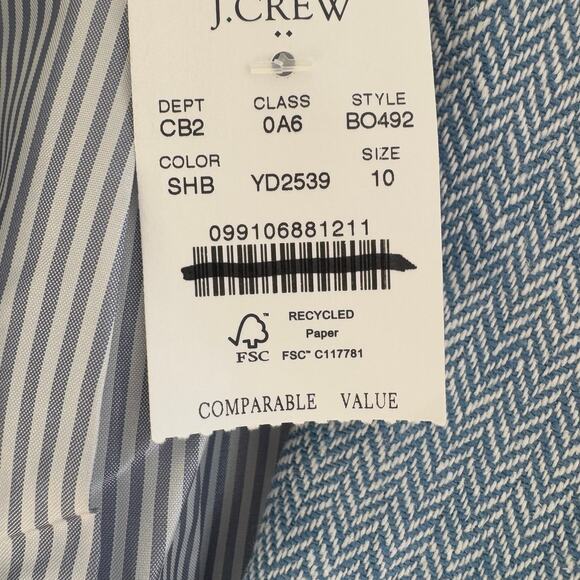 J.CREW
DEPT CLASS STYLE
CB2 0A6 BO492
COLOR SIZE
SHB YD2539 10
099106881211
RECYCLED
Paper
FSC FSC™ C117781
COMPARABLE VALUE